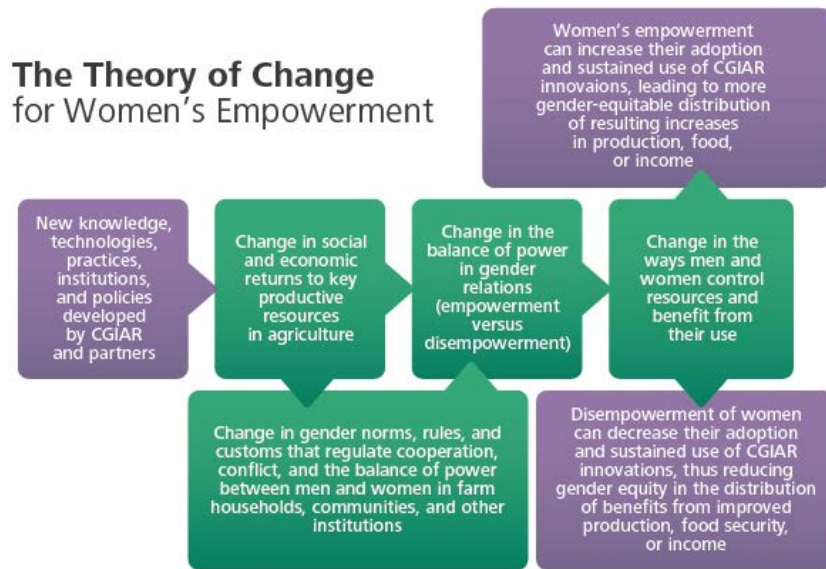 The Theory of Change
for Women's Empowerment
Women's empowerment
can increase their adoption
and sustained use of CGIAR
innovaions, leading to more
gender-equitable distribution
of resulting increases
in production, food,
or income
New knowledge,
technologies,
practices,
institutions,
and policies
developed
by CGIAR
and partners
Change in social
and economic
returns to key
productive
resources
in agriculture
Change in the
balance of power
in gender
relations
(empowerment
versus
disempowerment)
Change in the
ways men and
women control
resources and
benefit from
their use
Change in gender norms, rules, and
customs that regulate cooperation,
conflict, and the balance of power
between men and women in farm
households, communities, and other
institutions
Disempowerment of women
can decrease their adoption
and sustained use of CGIAR
innovations, thus reducing
gender equity in the distribution
of benefits from improved
production, food security,
or income